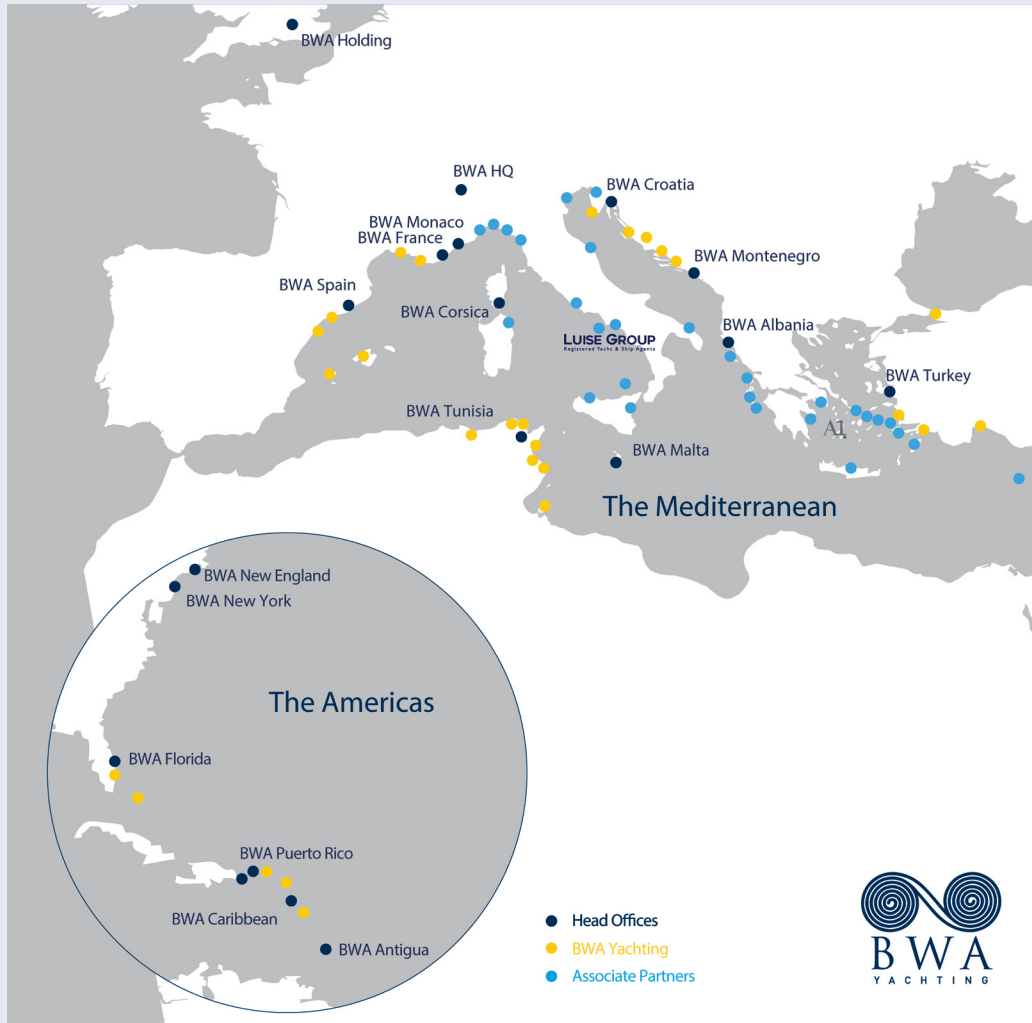 BWA Holding
BWA HQ
BWA Croatia
BWA Monaco
BWA France
BWA Montenegro
BWA Spain
BWA Corsica
BWA Albania
LUISE GROUP
Registered Yacht & Ship Agents
BWA Turkey
BWA Tunisia
A1
BWA Malta
The Mediterranean
BWA New England
BWA New York
The Americas
BWA Florida
BWA Puerto Rico
BWA Caribbean
BWA Antigua
Head Offices
BWA Yachting
Associate Partners
BWA
YACHTING